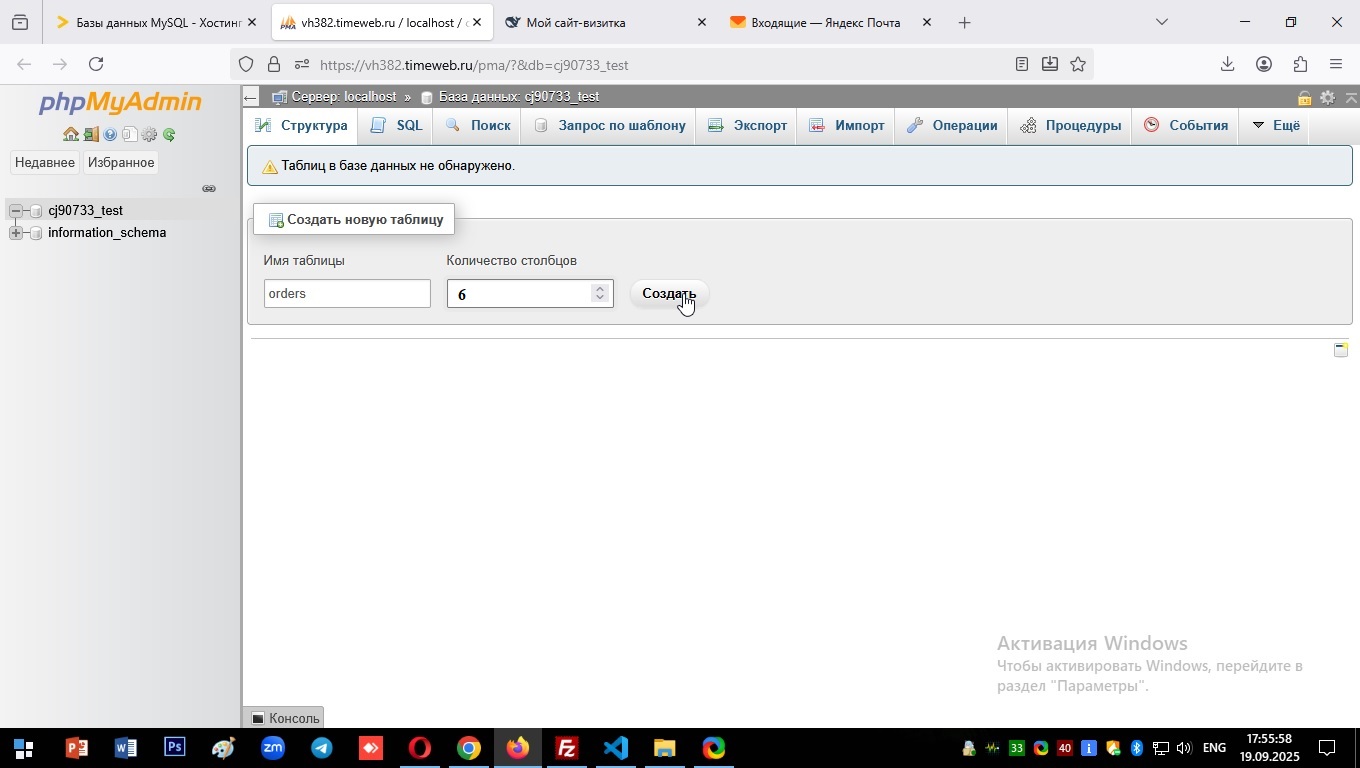 Базы данных MySQL - Хостинг
vh382.timeweb.ru / localhost / c
Мой сайт-визитка
Входящие — Яндекс Почта
https://vh382.timeweb.ru/pma/?&db=cj90733_test
phpMyAdmin
Недавнее
Избранное
cj90733_test
information_schema
Сервер: localhost » База данных: cj90733_test
Структура
SQL
Поиск
Запрос по шаблону
Экспорт
Импорт
Операции
Процедуры
События
Ещё
Таблиц в базе данных не обнаружено.
Создать новую таблицу
Имя таблицы
Количество столбцов
orders
6
Создать
Активация Windows
Чтобы активировать Windows, перейдите в
раздел "Параметры".
Консоль
33
40
ENG
17:55:58
19.09.2025